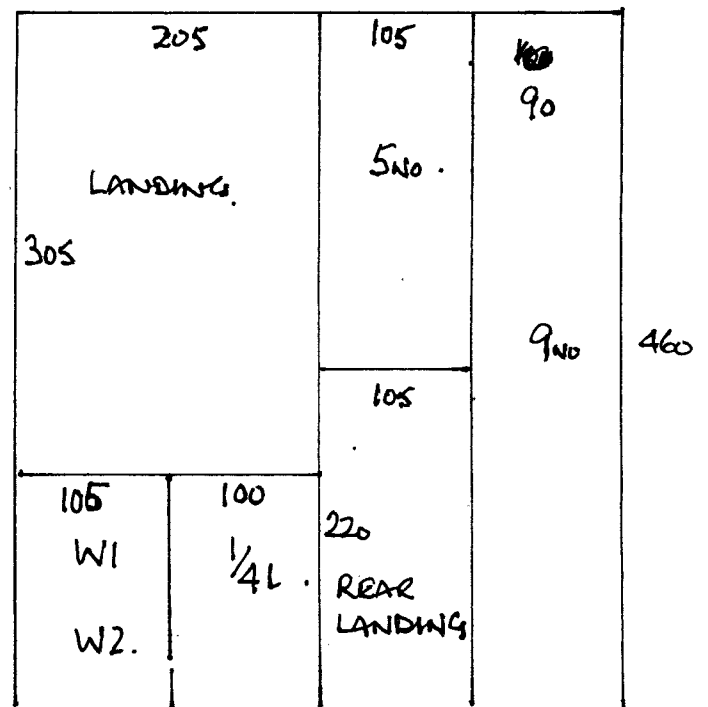 205
105
90
LANDING.
5NO.
305
9NO
460
105
105
100
W1
1/4L.
220
REAR
LANDING
W2.